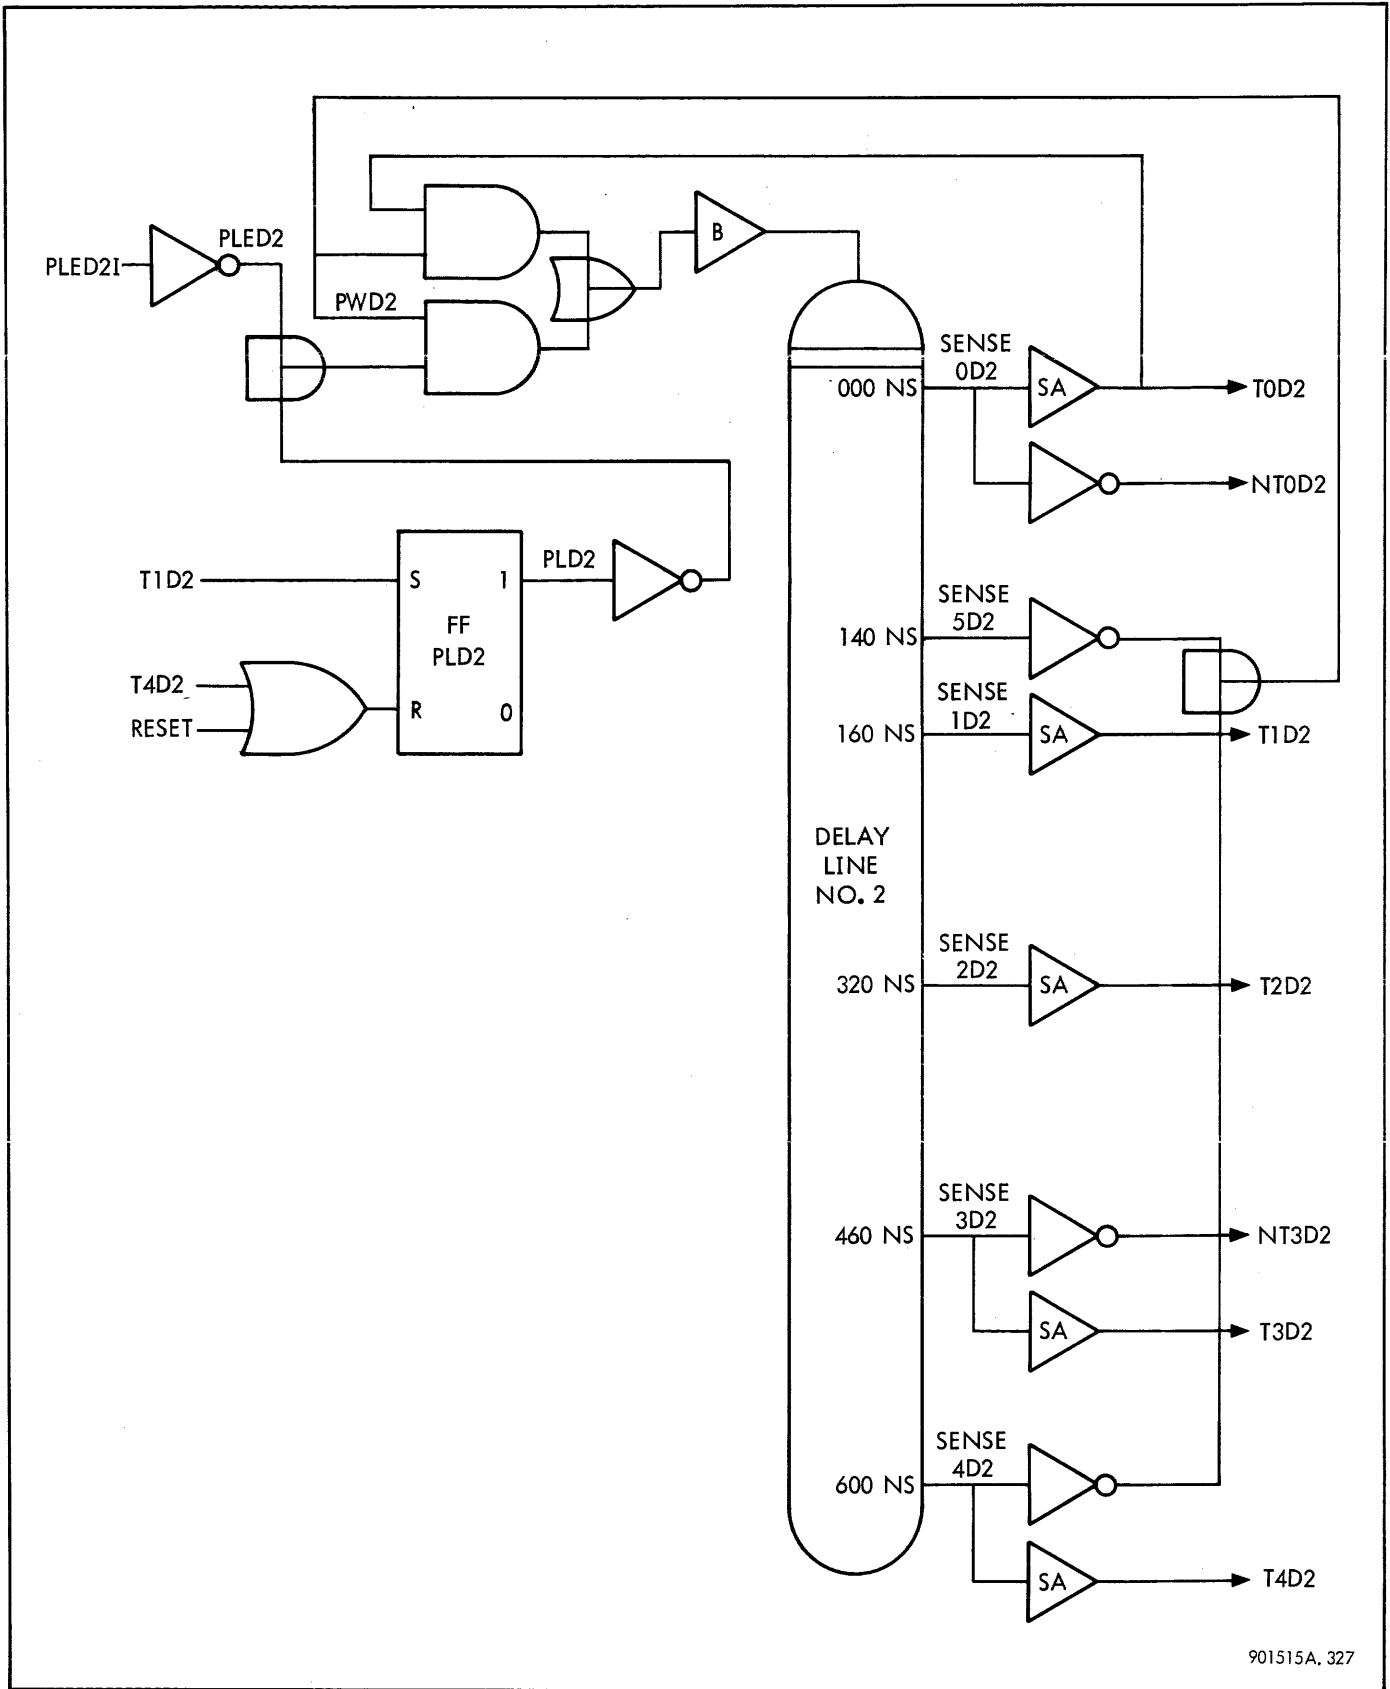 PLED2I
PLED2
PWD2
B
SENSE
0D2
000 NS
SA
T0D2
NT0D2
T1D2
S
1
FF
PLD2
PLD2
T4D2
RESET
R
0
SENSE
5D2
140 NS
SENSE
1D2
160 NS
SA
T1D2
DELAY
LINE
NO. 2
SENSE
2D2
320 NS
SA
T2D2
SENSE
3D2
460 NS
NT3D2
SA
T3D2
SENSE
4D2
600 NS
SA
T4D2
901515A. 327